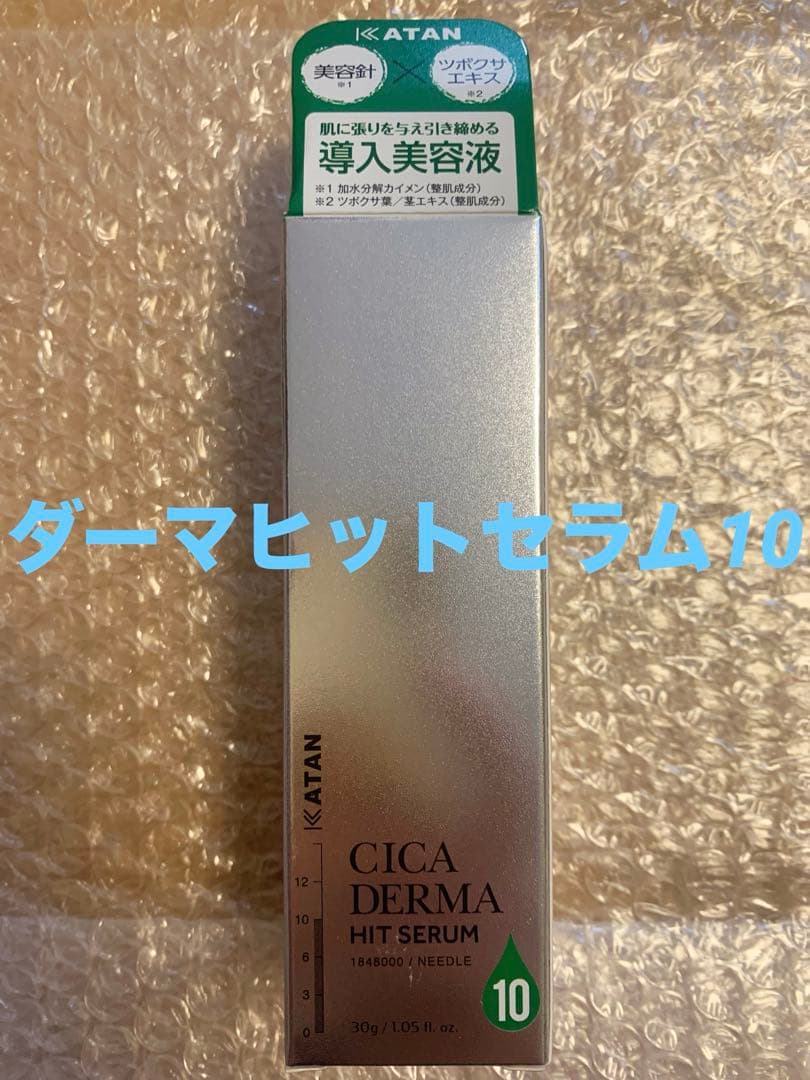 KATAN
美容針
※1
×
ツボクサ
エキス
※2
肌に張りを与え引き締める
導入美容液
※1 加水分解カイメン(整肌成分)
※2 ツボクサ葉/茎エキス(整肌成分)
ダーマヒットセラム10
KATAN
CICA
DERMA
HIT SERUM
1848000 / NEEDLE
12
10
6
3
0
10
30g / 1.05 fl. oz.